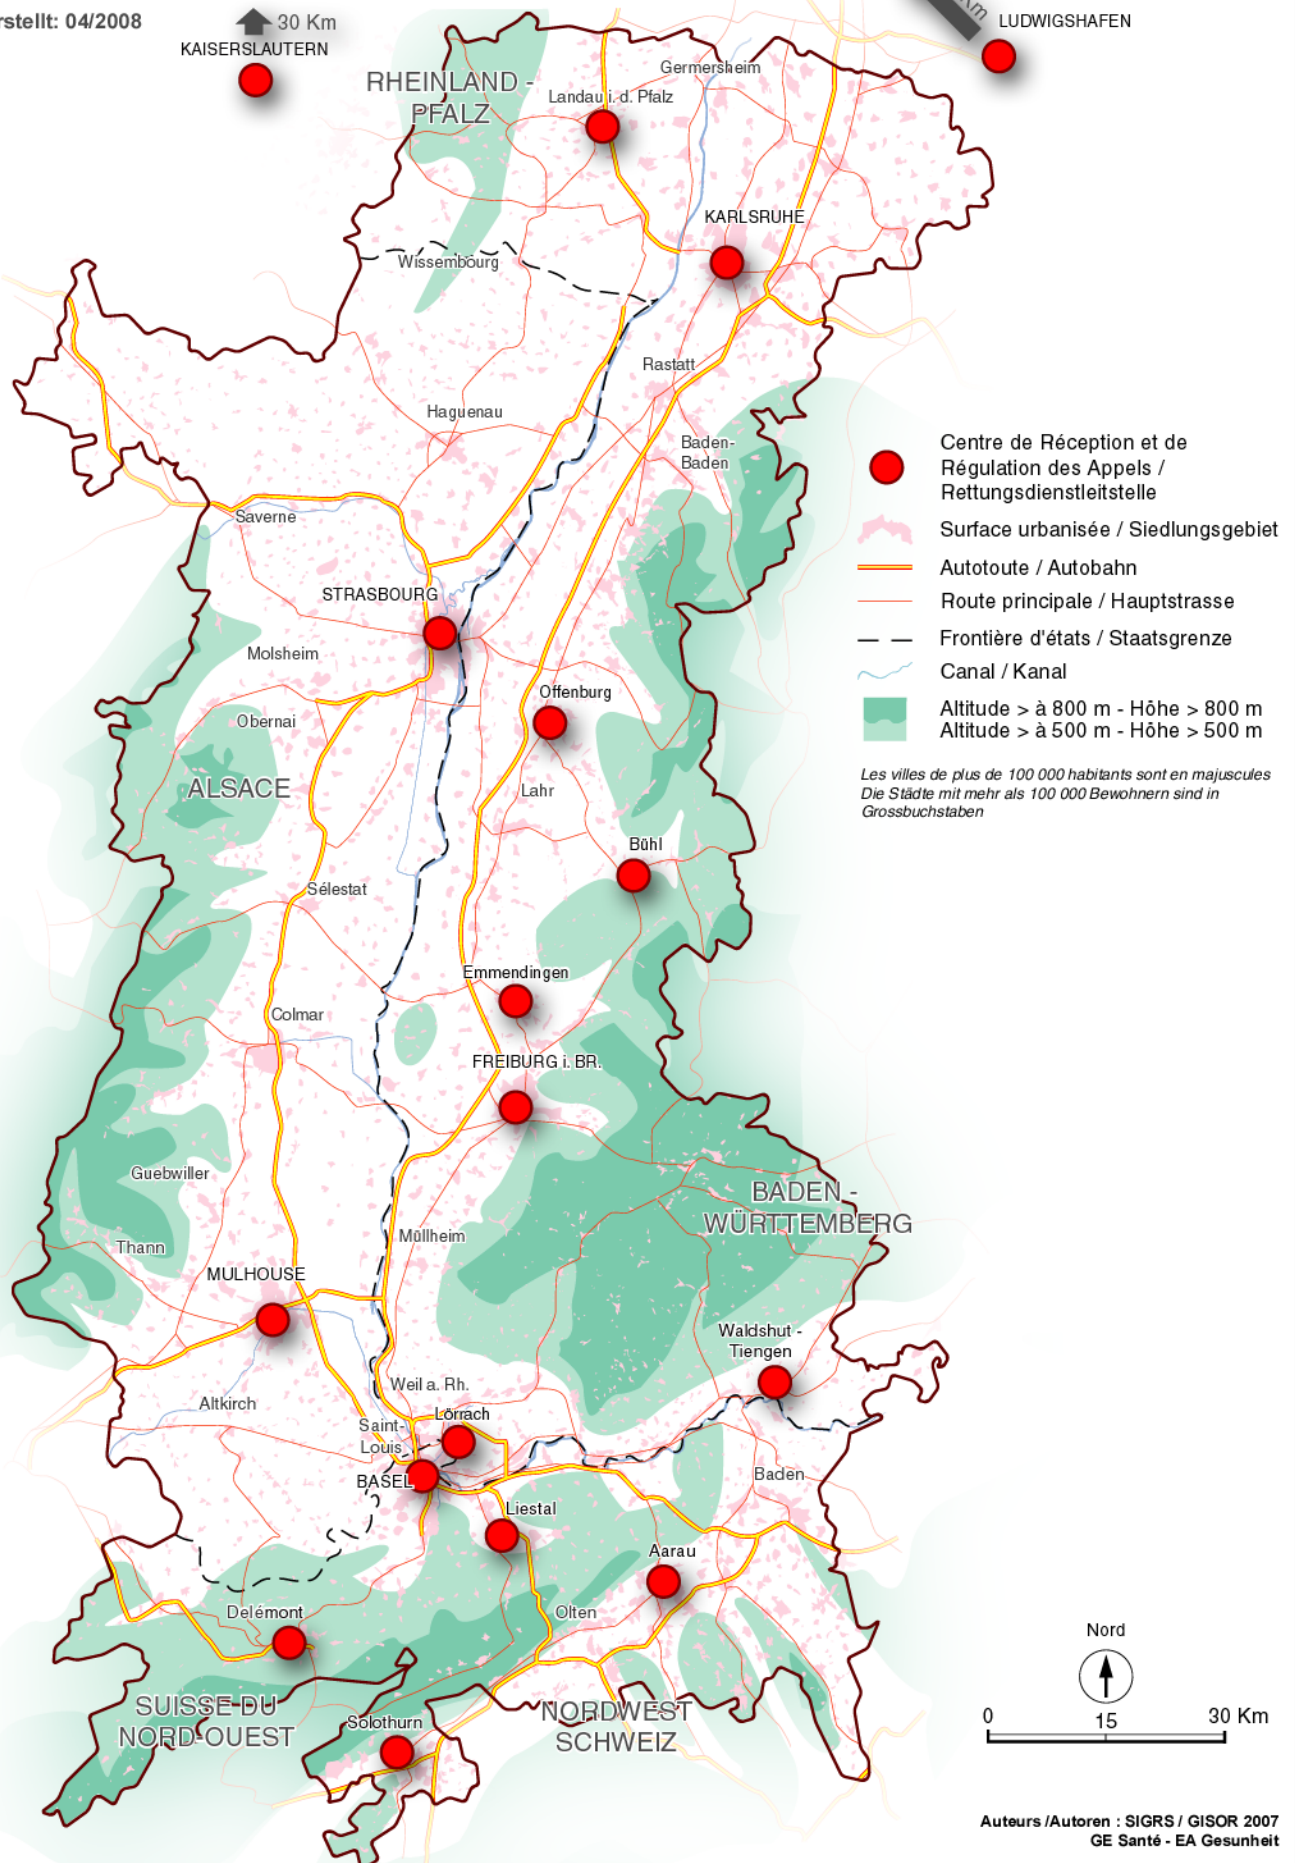 rstellt: 04/2008
30 Km
KAISERSLAUTERN
Km
LUDWIGSHAFEN
RHEINLAND -
PFALZ
Germersheim
Landau i. d. Pfalz
KARLSRUHE
Wissembourg
Rastatt
Haguenau
Baden-
Baden
Saverne
STRASBOURG
Molsheim
Obernai
Offenburg
ALSACE
Lahr
Bühl
Sélestat
Emmendingen
Colmar
FREIBURG i. BR.
Guebwiller
BADEN -
WÜRTTEMBERG
Müllheim
Thann
MULHOUSE
Waldshut -
Tiengen
Weil a. Rh.
Altkirch
Lörrach
Saint-
Louis
BASEL
Baden
Liestal
Aarau
Delémont
Olten
SUISSE DU
NORD-OUEST
Solothurn
NORDWEST
SCHWEIZ
Centre de Réception et de
Régulation des Appels /
Rettungsdienstleitstelle
Surface urbanisée / Siedlungsgebiet
Autotoute / Autobahn
Route principale / Hauptstrasse
Frontière d'états / Staatsgrenze
Canal / Kanal
Altitude > à 800 m - Höhe > 800 m
Altitude > à 500 m - Höhe > 500 m
Les villes de plus de 100 000 habitants sont en majuscules
Die Städte mit mehr als 100 000 Bewohnern sind in
Grossbuchstaben
Nord
0 15 30 Km
Auteurs /Autoren : SIGRS / GISOR 2007
GE Santé - EA Gesunheit